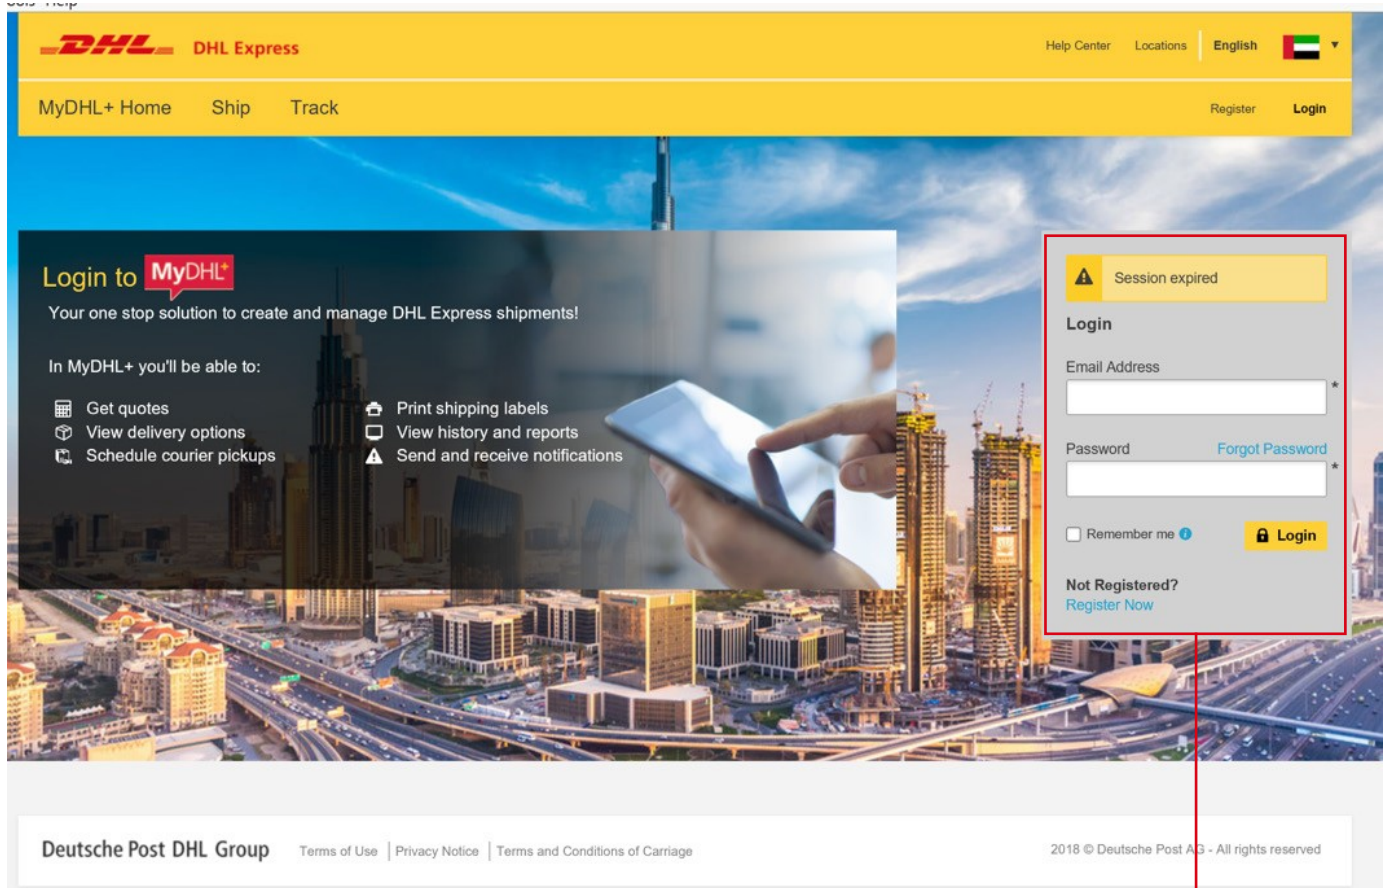 DHL DHL Express
Help Center Locations English
MyDHL+ Home Ship Track
Register Login
Login to MyDHL+
Your one stop solution to create and manage DHL Express shipments!
In MyDHL+ you'll be able to:
Get quotes
View delivery options
Schedule courier pickups
Print shipping labels
View history and reports
Send and receive notifications
Session expired
Login
Email Address
*
Password Forgot Password
*
Remember me
Login
Not Registered?
Register Now
Deutsche Post DHL Group
Terms of Use | Privacy Notice | Terms and Conditions of Carriage
2018 © Deutsche Post AG - All rights reserved